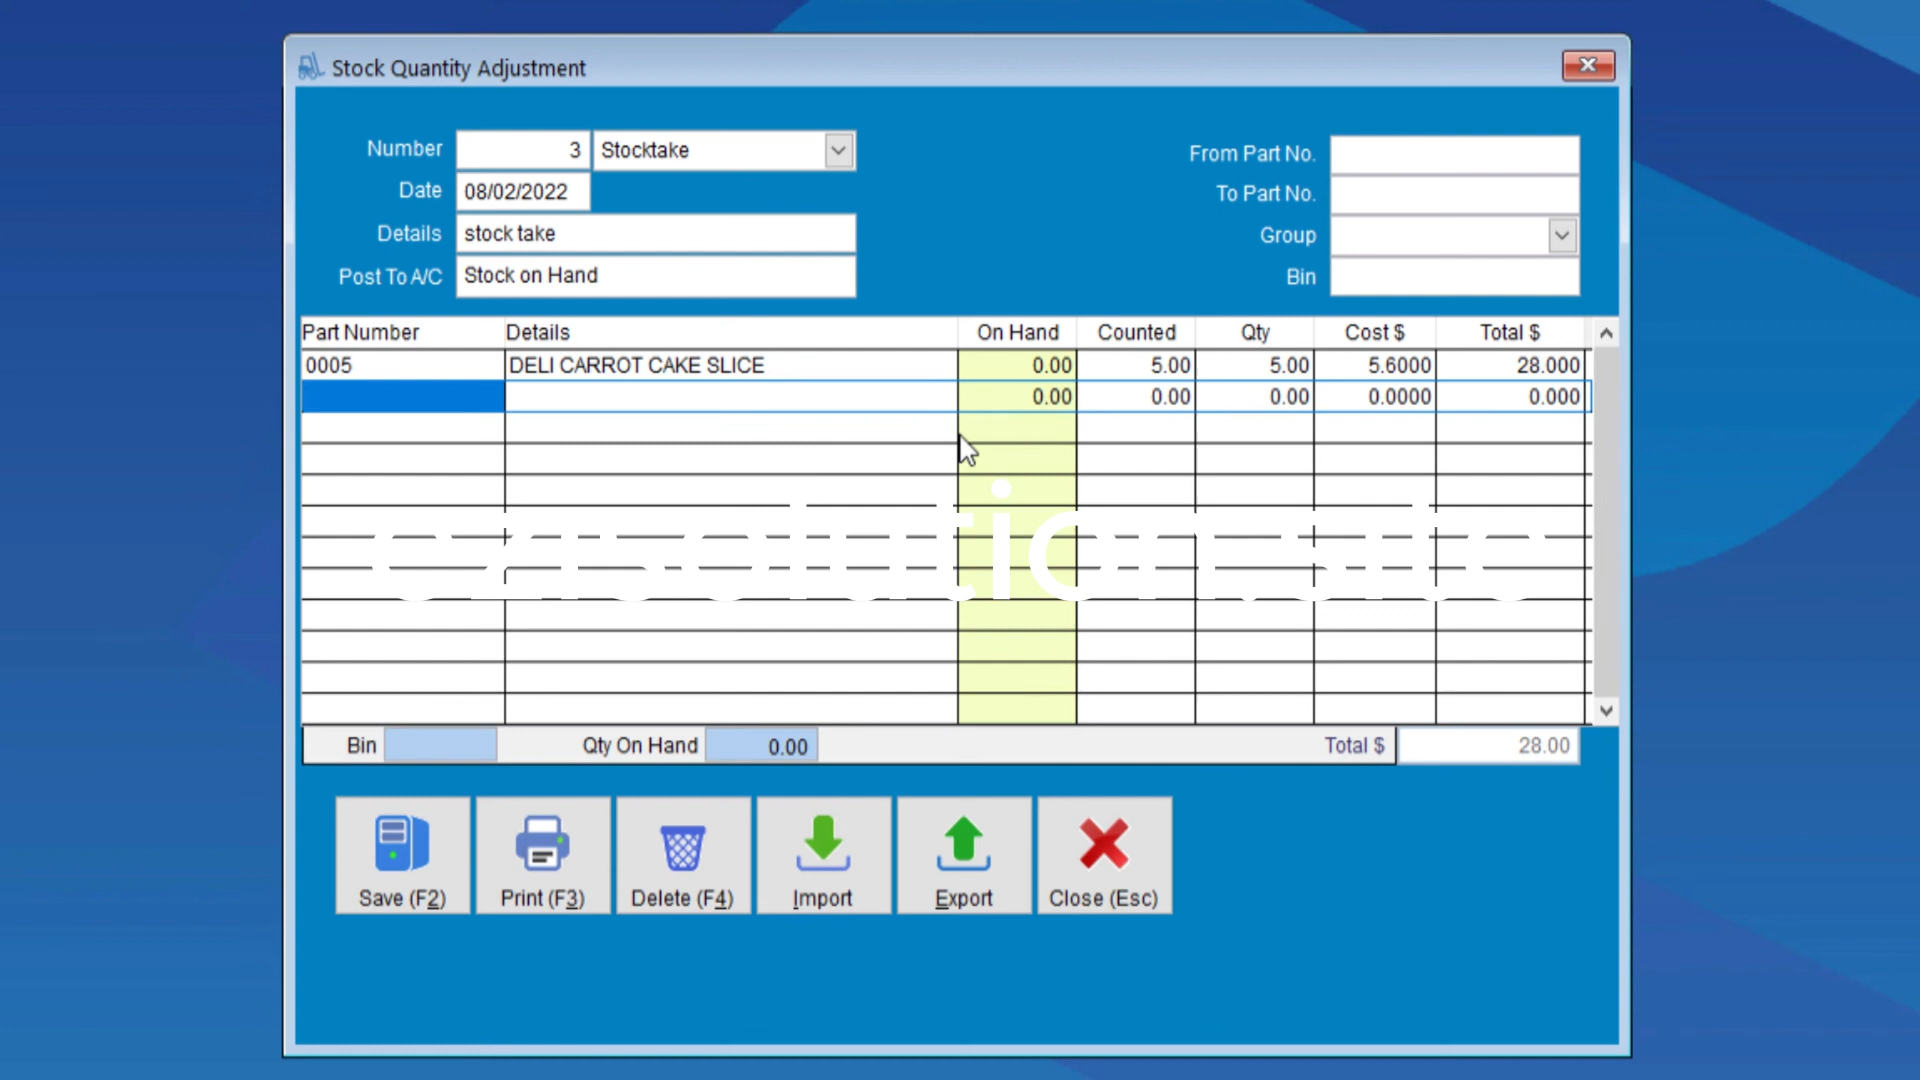 Stock Quantity Adjustment
Number 3 Stocktake
Date 08/02/2022
Details stock take
Post To A/C Stock on Hand
From Part No.
To Part No.
Group
Bin
Part Number Details On Hand Counted Qty Cost $ Total $
0005 DELI CARROT CAKE SLICE 0.00 5.00 5.00 5.6000 28.000
0.00 0.00 0.00 0.0000 0.000
Bin Qty On Hand 0.00 Total $ 28.00
Save (F2) Print (F3) Delete (F4) Import Export Close (Esc)